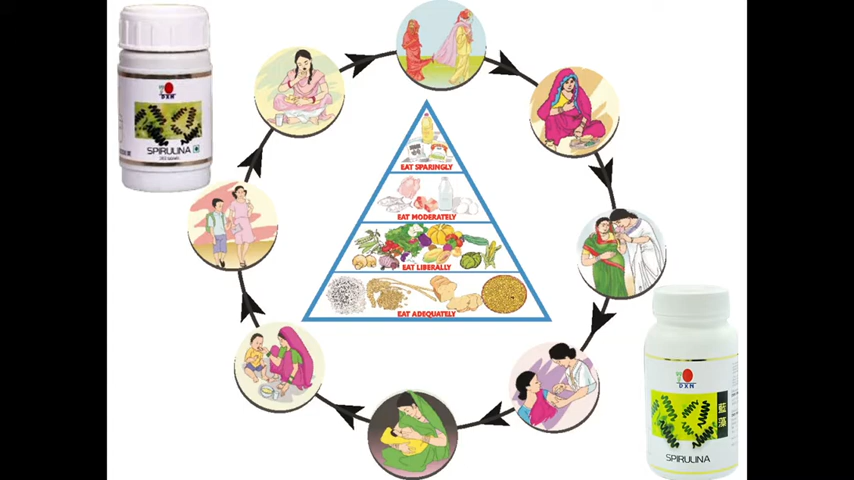 DXN
SPIRULINA
EAT SPARINGLY
EAT MODERATELY
EAT LIBERALLY
EAT ADEQUATELY
DXN
藍藻
SPIRULINA